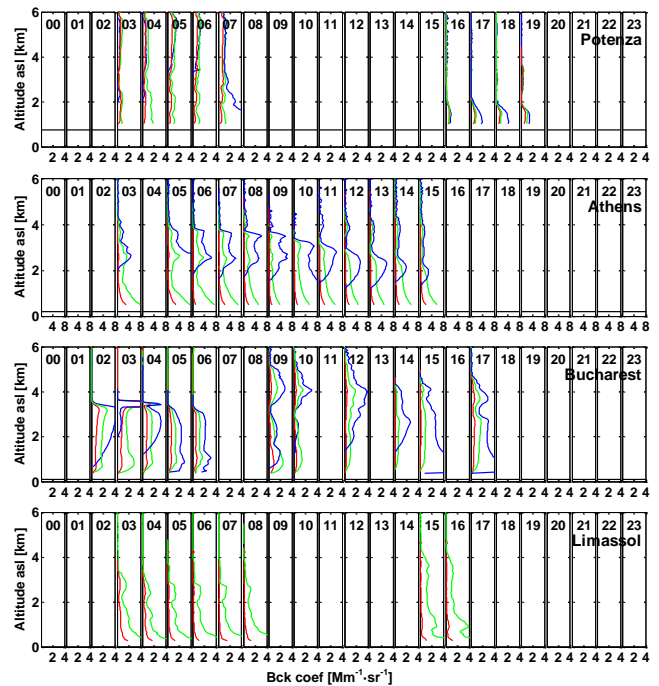 6
00 01 02 03 04 05 06 07 08 09 10 11 12 13 14 15 16 17 18 19 20 21 22 23
Potenza
4
2
0
Altitude asl [km]
2 4 2 4 2 4 2 4 2 4 2 4 2 4 2 4 2 4 2 4 2 4 2 4 2 4 2 4 2 4 2 4 2 4 2 4 2 4 2 4 2 4 2 4 2 4 2 4
6
00 01 02 03 04 05 06 07 08 09 10 11 12 13 14 15 16 17 18 19 20 21 22 23
Athens
4
2
0
Altitude asl [km]
4 8 4 8 4 8 4 8 4 8 4 8 4 8 4 8 4 8 4 8 4 8 4 8 4 8 4 8 4 8 4 8 4 8 4 8 4 8 4 8 4 8 4 8 4 8 4 8
6
00 01 02 03 04 05 06 07 08 09 10 11 12 13 14 15 16 17 18 19 20 21 22 23
Bucharest
4
2
0
Altitude asl [km]
2 4 2 4 2 4 2 4 2 4 2 4 2 4 2 4 2 4 2 4 2 4 2 4 2 4 2 4 2 4 2 4 2 4 2 4 2 4 2 4 2 4 2 4 2 4 2 4
6
00 01 02 03 04 05 06 07 08 09 10 11 12 13 14 15 16 17 18 19 20 21 22 23
Limassol
4
2
0
Altitude asl [km]
2 4 2 4 2 4 2 4 2 4 2 4 2 4 2 4 2 4 2 4 2 4 2 4 2 4 2 4 2 4 2 4 2 4 2 4 2 4 2 4 2 4 2 4 2 4 2 4
Bck coef [Mm⁻¹·sr⁻¹]